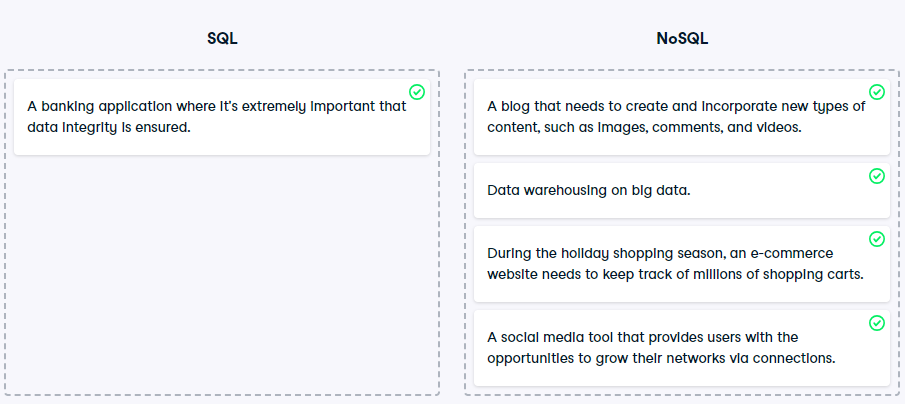 SQL
NoSQL
A banking application where it's extremely important that
data integrity is ensured.
A blog that needs to create and incorporate new types of
content, such as images, comments, and videos.
Data warehousing on big data.
During the holiday shopping season, an e-commerce
website needs to keep track of millions of shopping carts.
A social media tool that provides users with the
opportunities to grow their networks via connections.